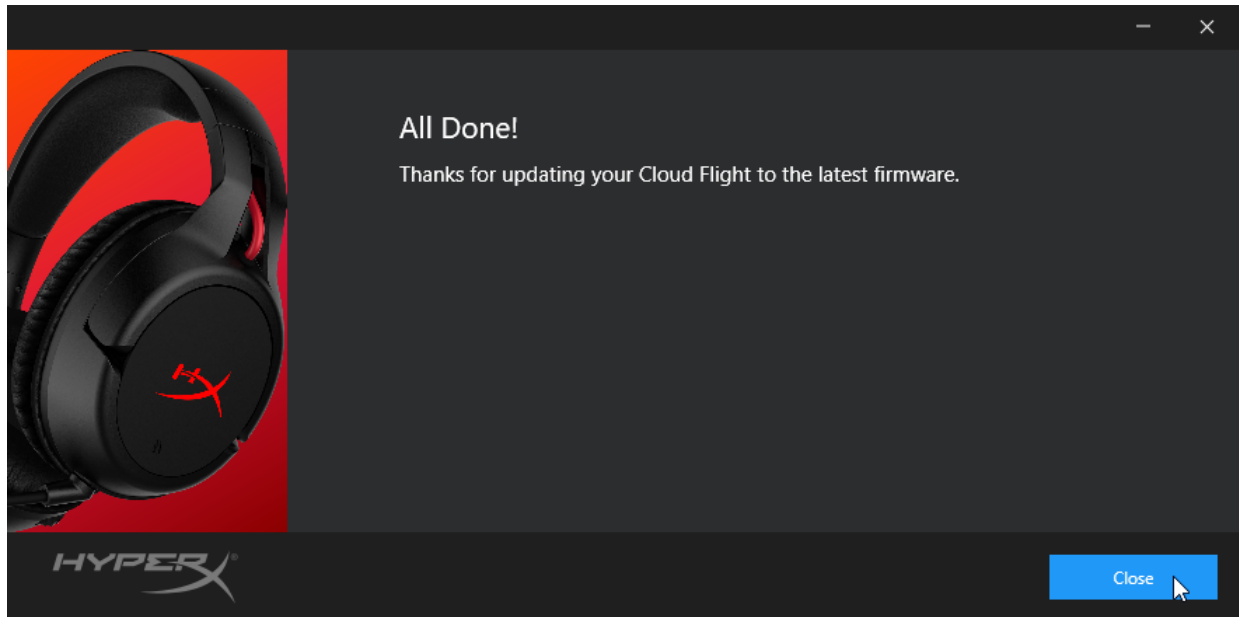 All Done!
Thanks for updating your Cloud Flight to the latest firmware.
HYPERX®
Close